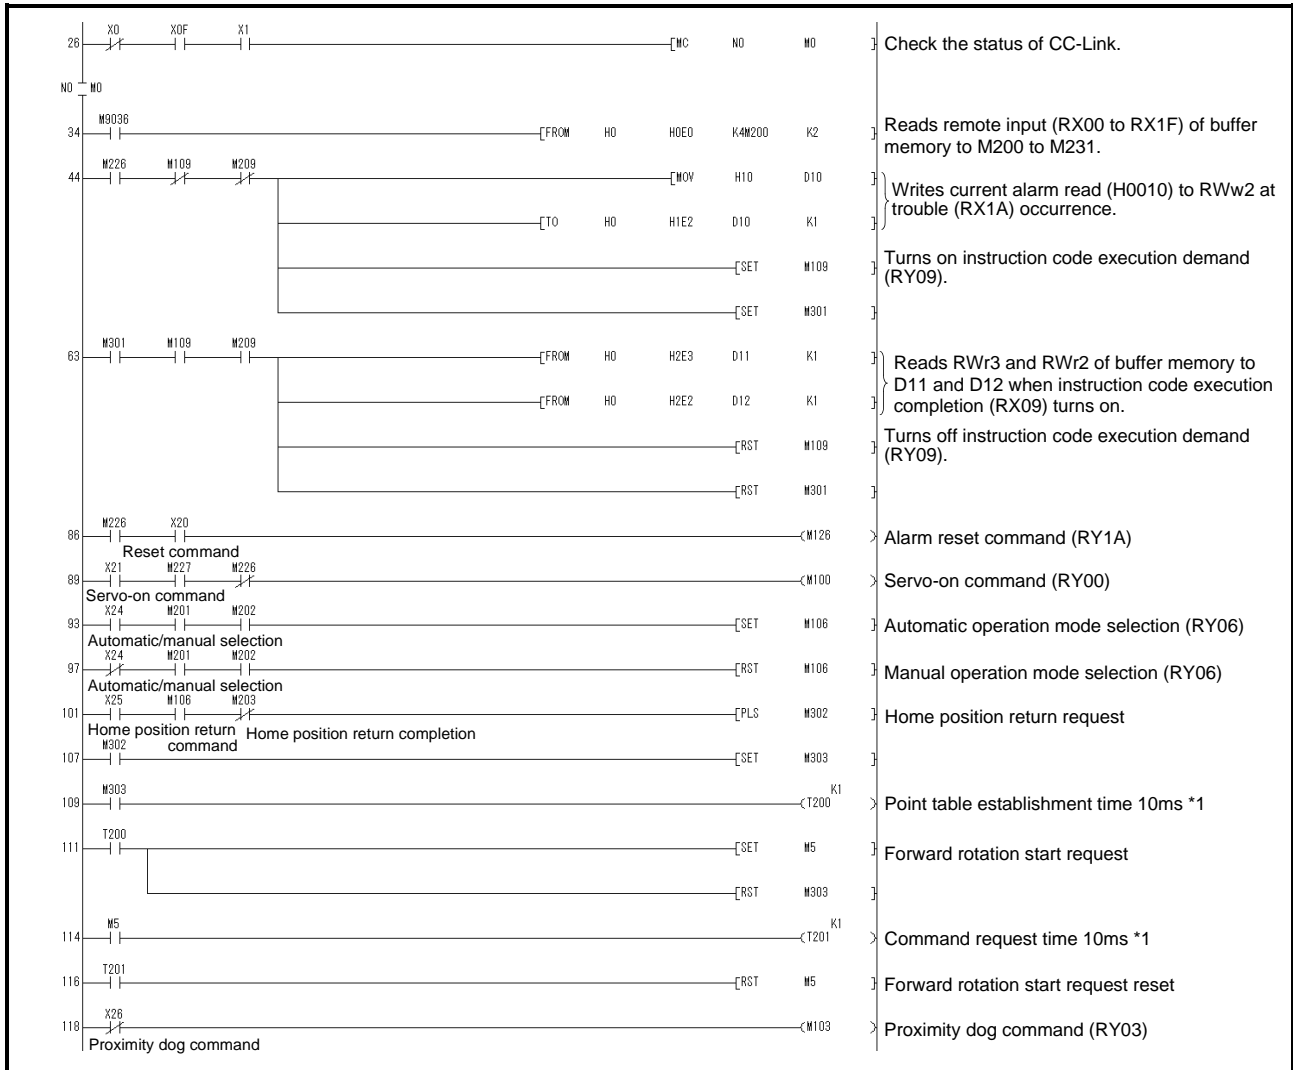 X0 X0F X1
26 MC N0 M0 Check the status of CC-Link.
N0 M0
M9036
34 FROM H0 H0E0 K4M200 K2 Reads remote input (RX00 to RX1F) of buffer
memory to M200 to M231.
M226 M109 M209
44 MOV H10 D10
Writes current alarm read (H0010) to RWw2 at
trouble (RX1A) occurrence.
TO H0 H1E2 D10 K1
SET M109 Turns on instruction code execution demand
(RY09).
SET M301
M301 M109 M209
63 FROM H0 H2E3 D11 K1
Reads RWr3 and RWr2 of buffer memory to
D11 and D12 when instruction code execution
completion (RX09) turns on.
FROM H0 H2E2 D12 K1
RST M109 Turns off instruction code execution demand
(RY09).
RST M301
M226 X20
86 M126 Alarm reset command (RY1A)
Reset command
X21 M227 M226
89 M100 Servo-on command (RY00)
Servo-on command
X24 M201 M202
93 SET M106 Automatic operation mode selection (RY06)
Automatic/manual selection
X24 M201 M202
97 RST M106 Manual operation mode selection (RY06)
Automatic/manual selection
X25 M106 M203
101 PLS M302 Home position return request
Home position return command Home position return completion
M302
107 SET M303
M303 K1
109 T200 Point table establishment time 10ms *1
T200
111 SET M5 Forward rotation start request
RST M303
M5 K1
114 T201 Command request time 10ms *1
T201
116 RST M5 Forward rotation start request reset
X26
118 M103 Proximity dog command (RY03)
Proximity dog command